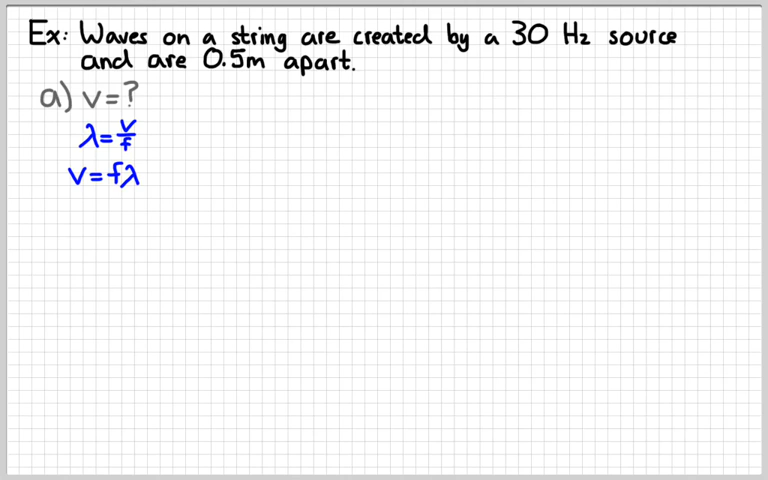 Ex: Waves on a string are created by a 30 Hz source
and are 0.5m apart.
a) v=?
λ=v/f
v=fλ